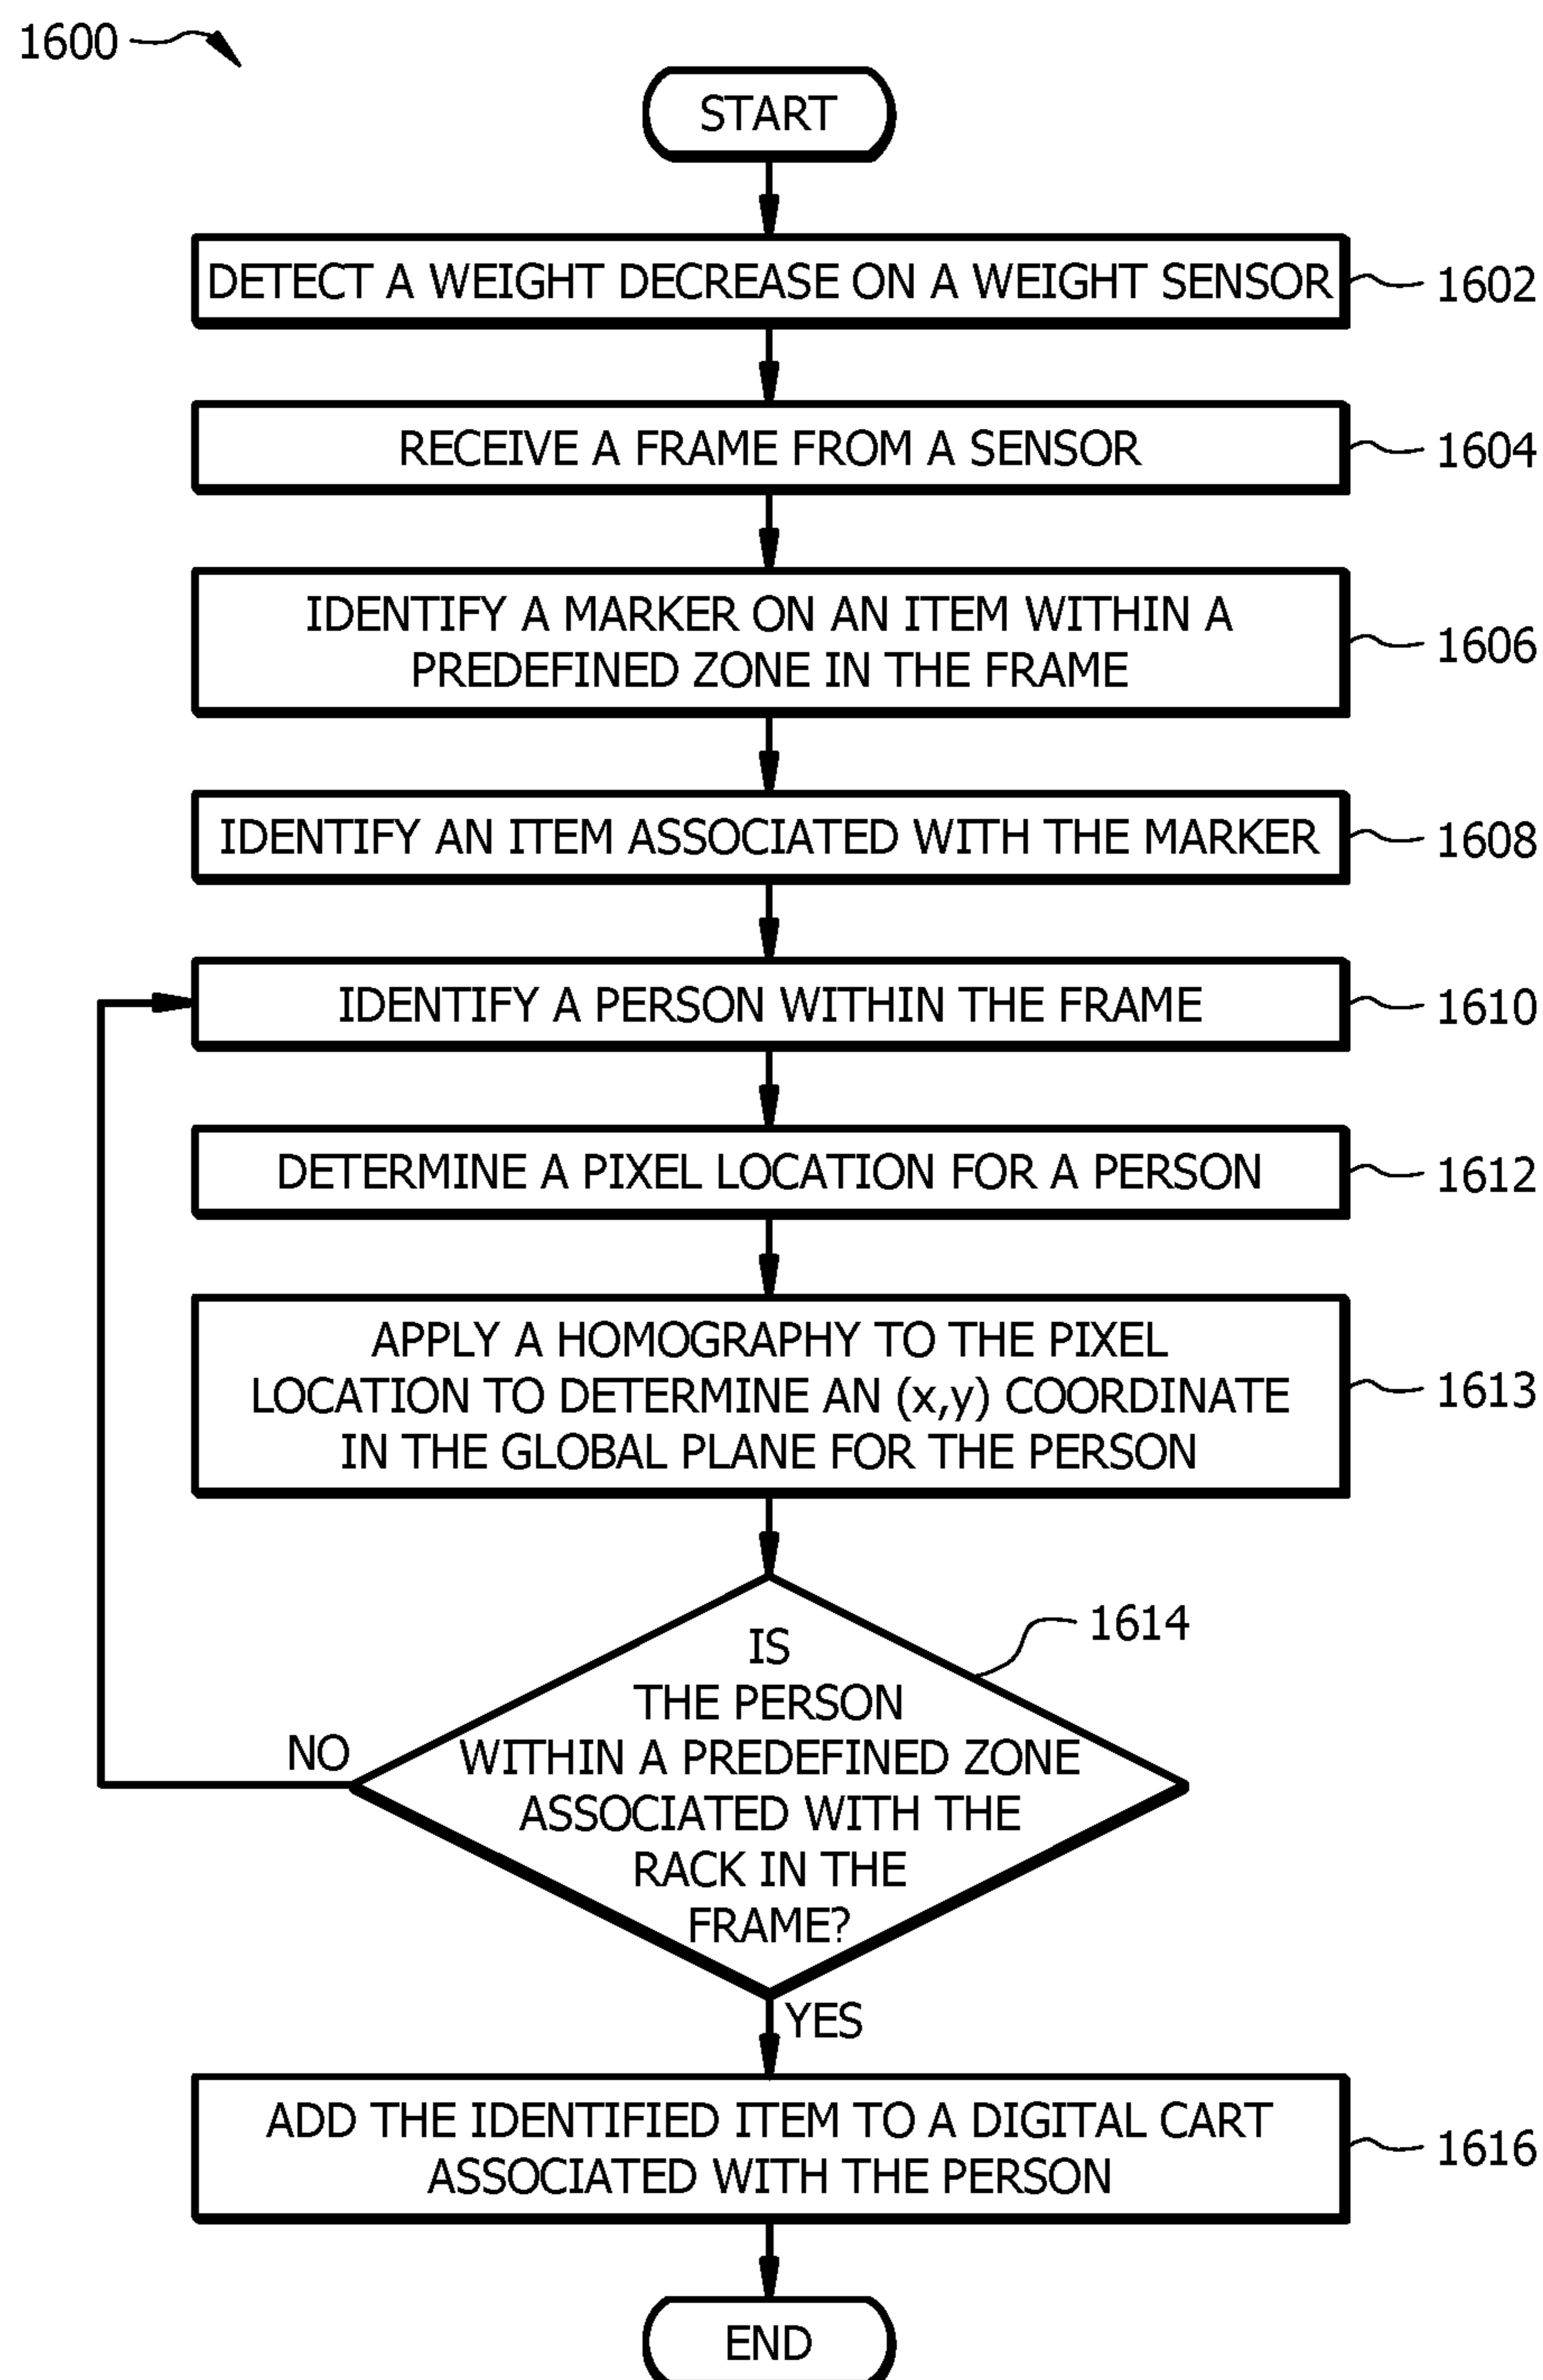 1600
START
DETECT A WEIGHT DECREASE ON A WEIGHT SENSOR
1602
RECEIVE A FRAME FROM A SENSOR
1604
IDENTIFY A MARKER ON AN ITEM WITHIN A
PREDEFINED ZONE IN THE FRAME
1606
IDENTIFY AN ITEM ASSOCIATED WITH THE MARKER
1608
IDENTIFY A PERSON WITHIN THE FRAME
1610
DETERMINE A PIXEL LOCATION FOR A PERSON
1612
APPLY A HOMOGRAPHY TO THE PIXEL
LOCATION TO DETERMINE AN (x,y) COORDINATE
IN THE GLOBAL PLANE FOR THE PERSON
1613
1614
IS
THE PERSON
WITHIN A PREDEFINED ZONE
ASSOCIATED WITH THE
RACK IN THE
FRAME?
NO
YES
ADD THE IDENTIFIED ITEM TO A DIGITAL CART
ASSOCIATED WITH THE PERSON
1616
END